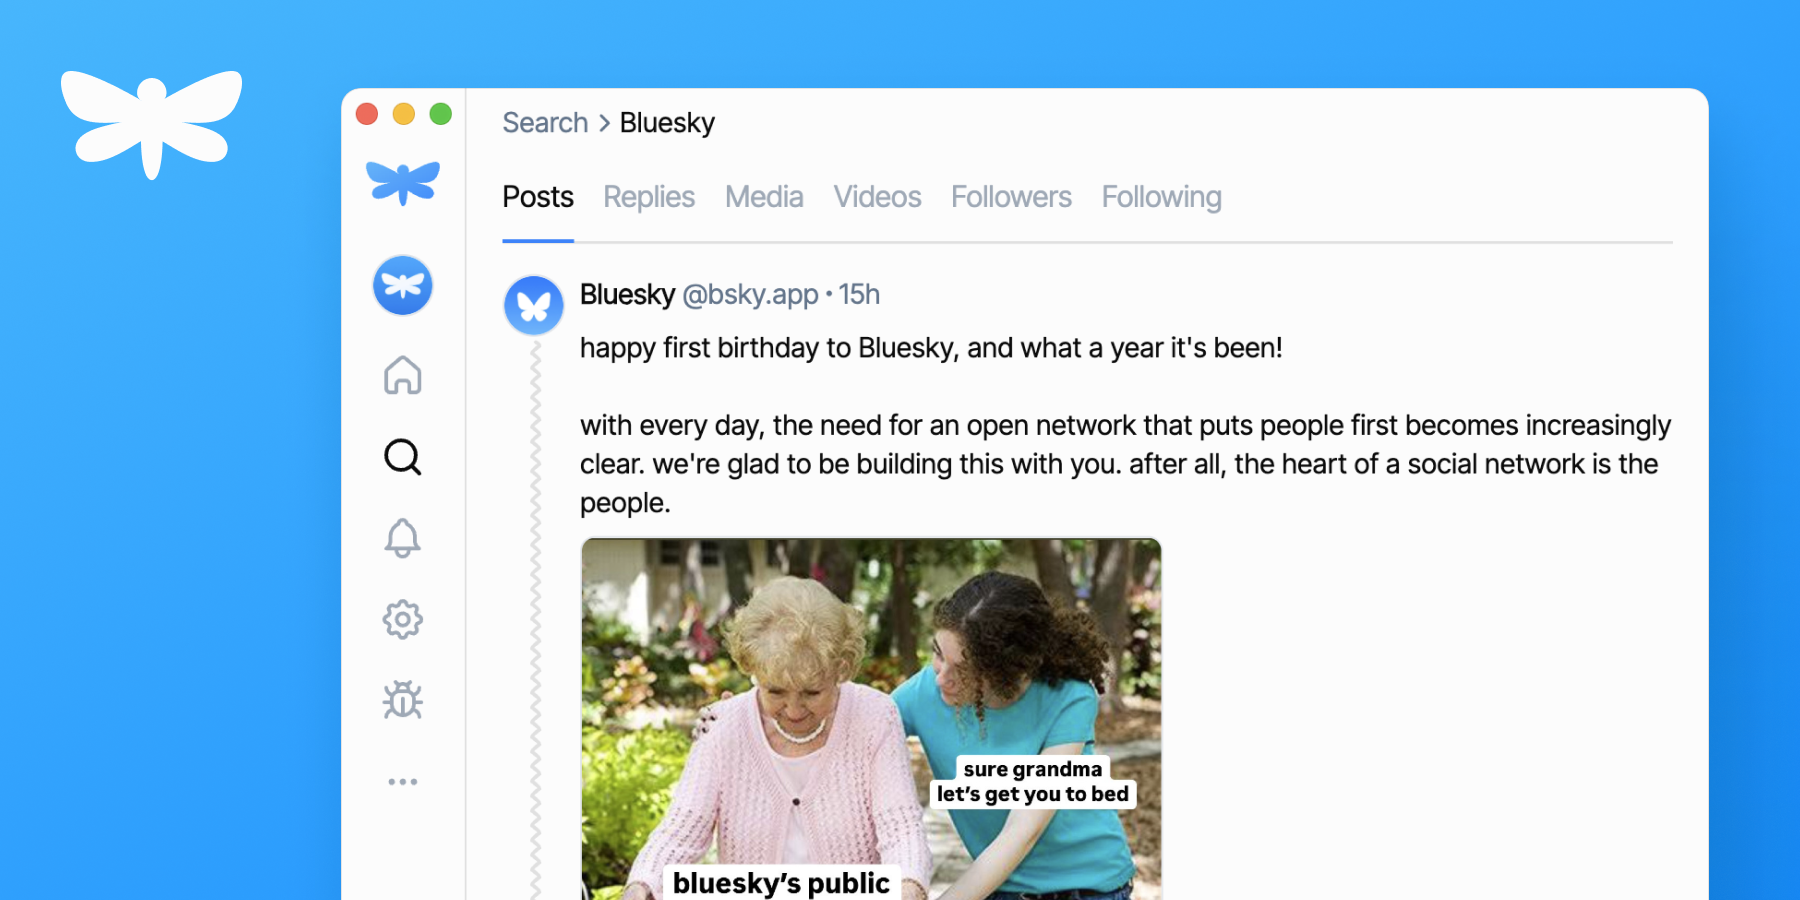 Search > Bluesky
Posts Replies Media Videos Followers Following
Bluesky @bsky.app · 15h
happy first birthday to Bluesky, and what a year it's been!
with every day, the need for an open network that puts people first becomes increasingly
clear. we're glad to be building this with you. after all, the heart of a social network is the
people.
sure grandma
let’s get you to bed
bluesky’s public